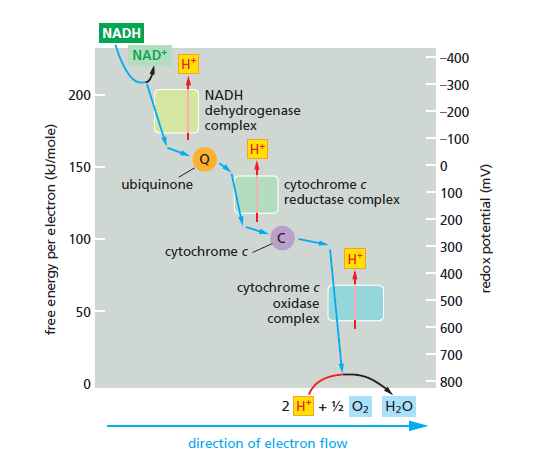 NADH
NAD⁺
H⁺
–400
–300
200
NADH
dehydrogenase
complex
–200
–100
H⁺
Q
0
150
ubiquinone
cytochrome c
reductase complex
100
200
100
C
cytochrome c
300
H⁺
400
cytochrome c
oxidase
complex
500
50
600
700
0
800
free energy per electron (kJ/mole)
redox potential (mV)
2 H⁺ + ½ O₂ H₂O
direction of electron flow